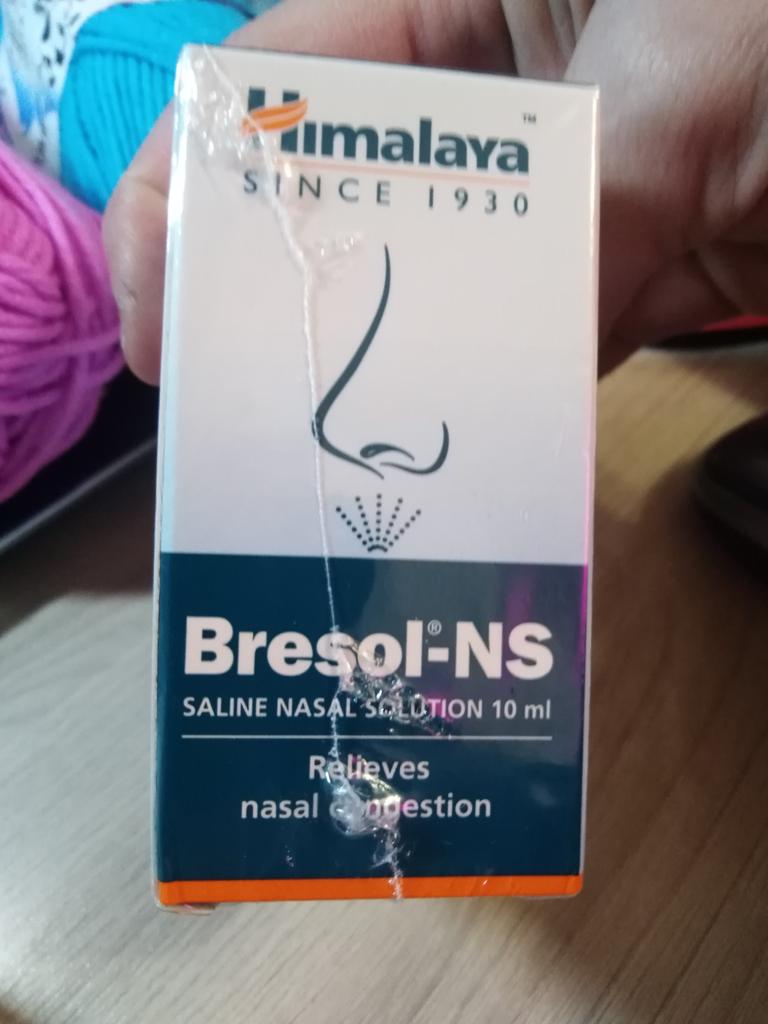 Himalaya™
SINCE 1930
Bresol®-NS
SALINE NASAL SOLUTION 10 ml
Relieves
nasal congestion